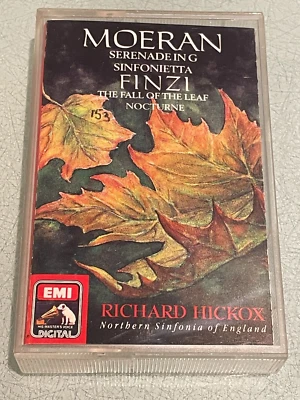 MOERAN
SERENADE IN G
SINFONIETTA
FINZI
THE FALL OF THE LEAF
NOCTURNE
153
EMI
HIS MASTER'S VOICE
DIGITAL
RICHARD HICKOX
Northern Sinfonia of England